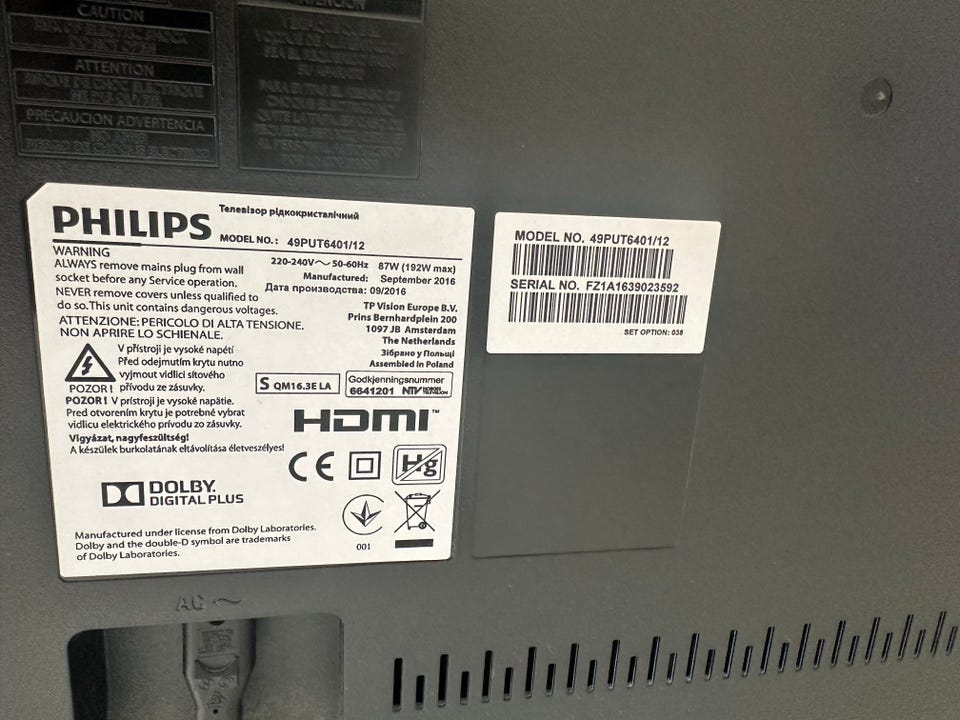 CAUTION
ATTENTION
PRECAUCION ADVERTENCIA
PHILIPS
Телевізор рідкокристалічний
MODEL NO.: 49PUT6401/12
WARNING
ALWAYS remove mains plug from wall
socket before any Service operation.
NEVER remove covers unless qualified to
do so. This unit contains dangerous voltages.
ATTENZIONE: PERICOLO DI ALTA TENSIONE.
NON APRIRE LO SCHIENALE.
220-240V~ 50-60Hz 87W (192W max)
Manufactured: September 2016
Дата производства: 09/2016
TP Vision Europe B.V.
Prins Bernhardplein 200
1097 JB Amsterdam
The Netherlands
Зібрано у Польщі
Assembled in Poland
V přístroji je vysoké napětí
Před odejmutím krytu nutno
vyjmout vidlici síťového
POZOR! přívodu ze zásuvky.
POZOR! V prístroji je vysoké napätie.
Pred otvorením krytu je potrebné vybrat
vidlicu elektrického prívodu zo zásuvky.
Vigyázat, nagyfeszültség!
A készülek burkolatának eltávolítása életveszélyes!
S QM16.3E LA
Godkjenningsnummer
6641201 NTV
HDMI™
CE
Hg
DOLBY.
DIGITAL PLUS
Manufactured under license from Dolby Laboratories.
Dolby and the double-D symbol are trademarks
of Dolby Laboratories.
001
MODEL NO. 49PUT6401/12
SERIAL NO. FZ1A1639023592
SET OPTION: 038
AC ~